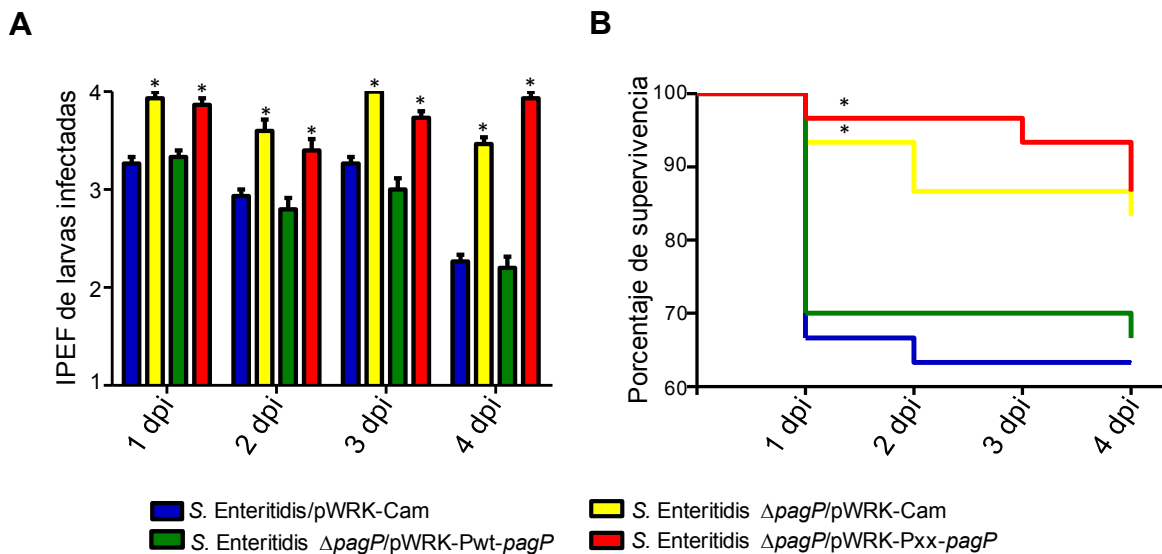 A
IPEF de larvas infectadas
4
3
2
1
* * * * * * * *
1 dpi
2 dpi
3 dpi
4 dpi
B
Porcentaje de supervivencia
100
90
80
70
60
*
*
1 dpi
2 dpi
3 dpi
4 dpi
S. Enteritidis/pWRK-Cam
S. Enteritidis ΔpagP/pWRK-Cam
S. Enteritidis ΔpagP/pWRK-Pwt-pagP
S. Enteritidis ΔpagP/pWRK-Pxx-pagP